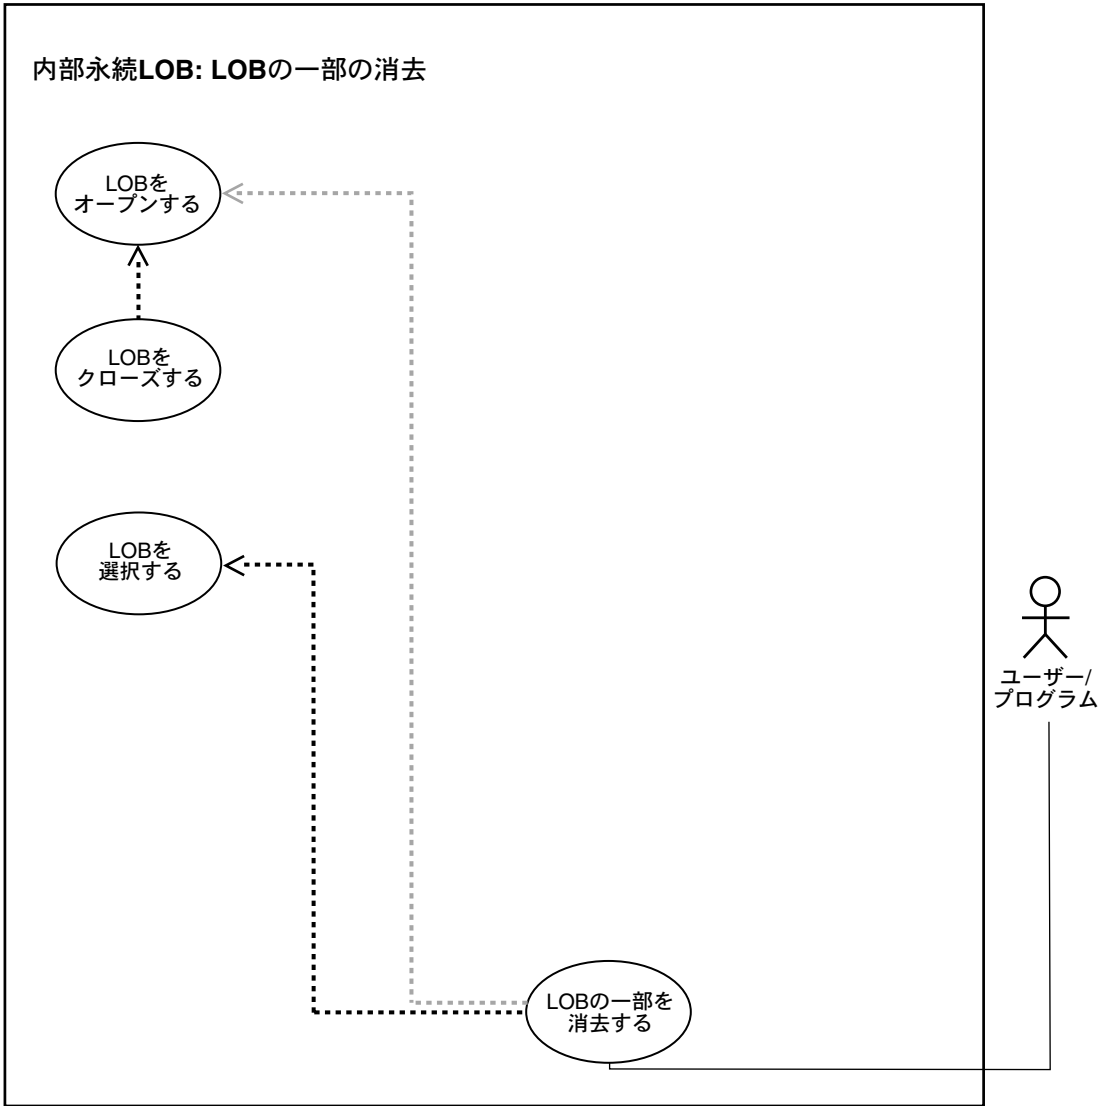 内部永続LOB: LOBの一部の消去
LOBを
オープンする
LOBを
クローズする
LOBを
選択する
ユーザー/
プログラム
LOBの一部を
消去する